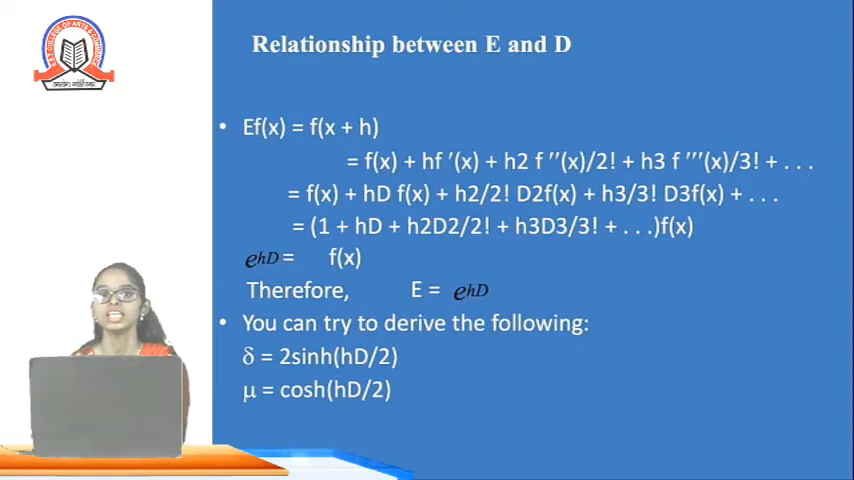 Relationship between E and D
• Ef(x) = f(x + h)
= f(x) + hf ′(x) + h2 f ′′(x)/2! + h3 f ′′′(x)/3! + . . .
= f(x) + hD f(x) + h2/2! D2f(x) + h3/3! D3f(x) + . . .
= (1 + hD + h2D2/2! + h3D3/3! + . . .)f(x)
ehD = f(x)
Therefore, E = ehD
• You can try to derive the following:
δ = 2sinh(hD/2)
μ = cosh(hD/2)